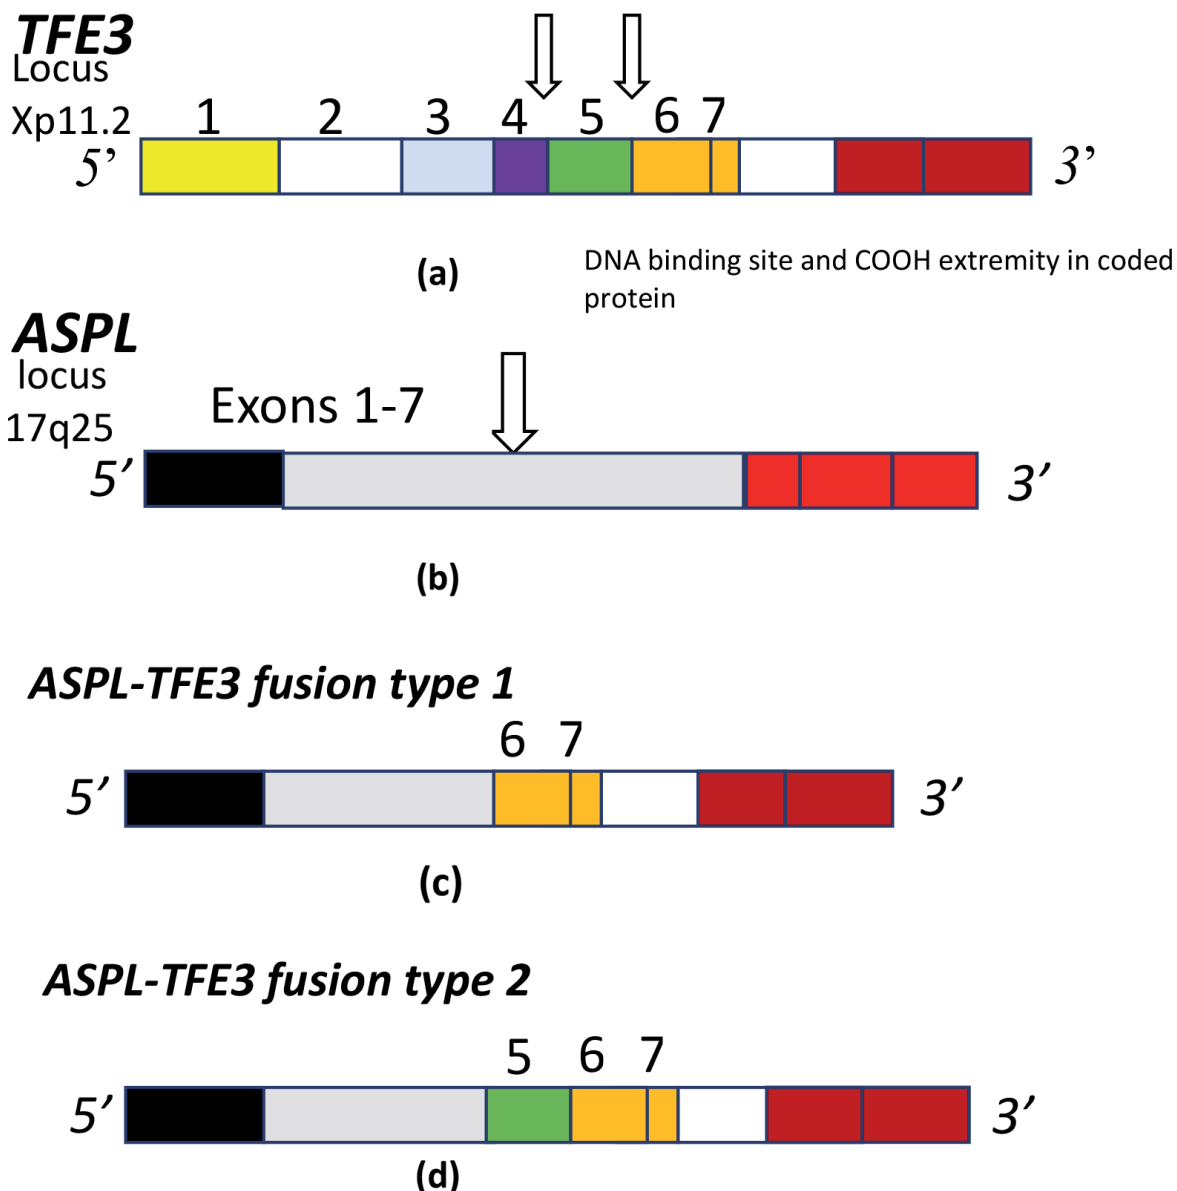 TFE3
Locus
Xp11.2
1 2 3 4 5 6 7
5’ 3’
(a)
DNA binding site and COOH extremity in coded
protein
ASPL
locus
17q25
Exons 1-7
5’ 3’
(b)
ASPL-TFE3 fusion type 1
6 7
5’ 3’
(c)
ASPL-TFE3 fusion type 2
5 6 7
5’ 3’
(d)